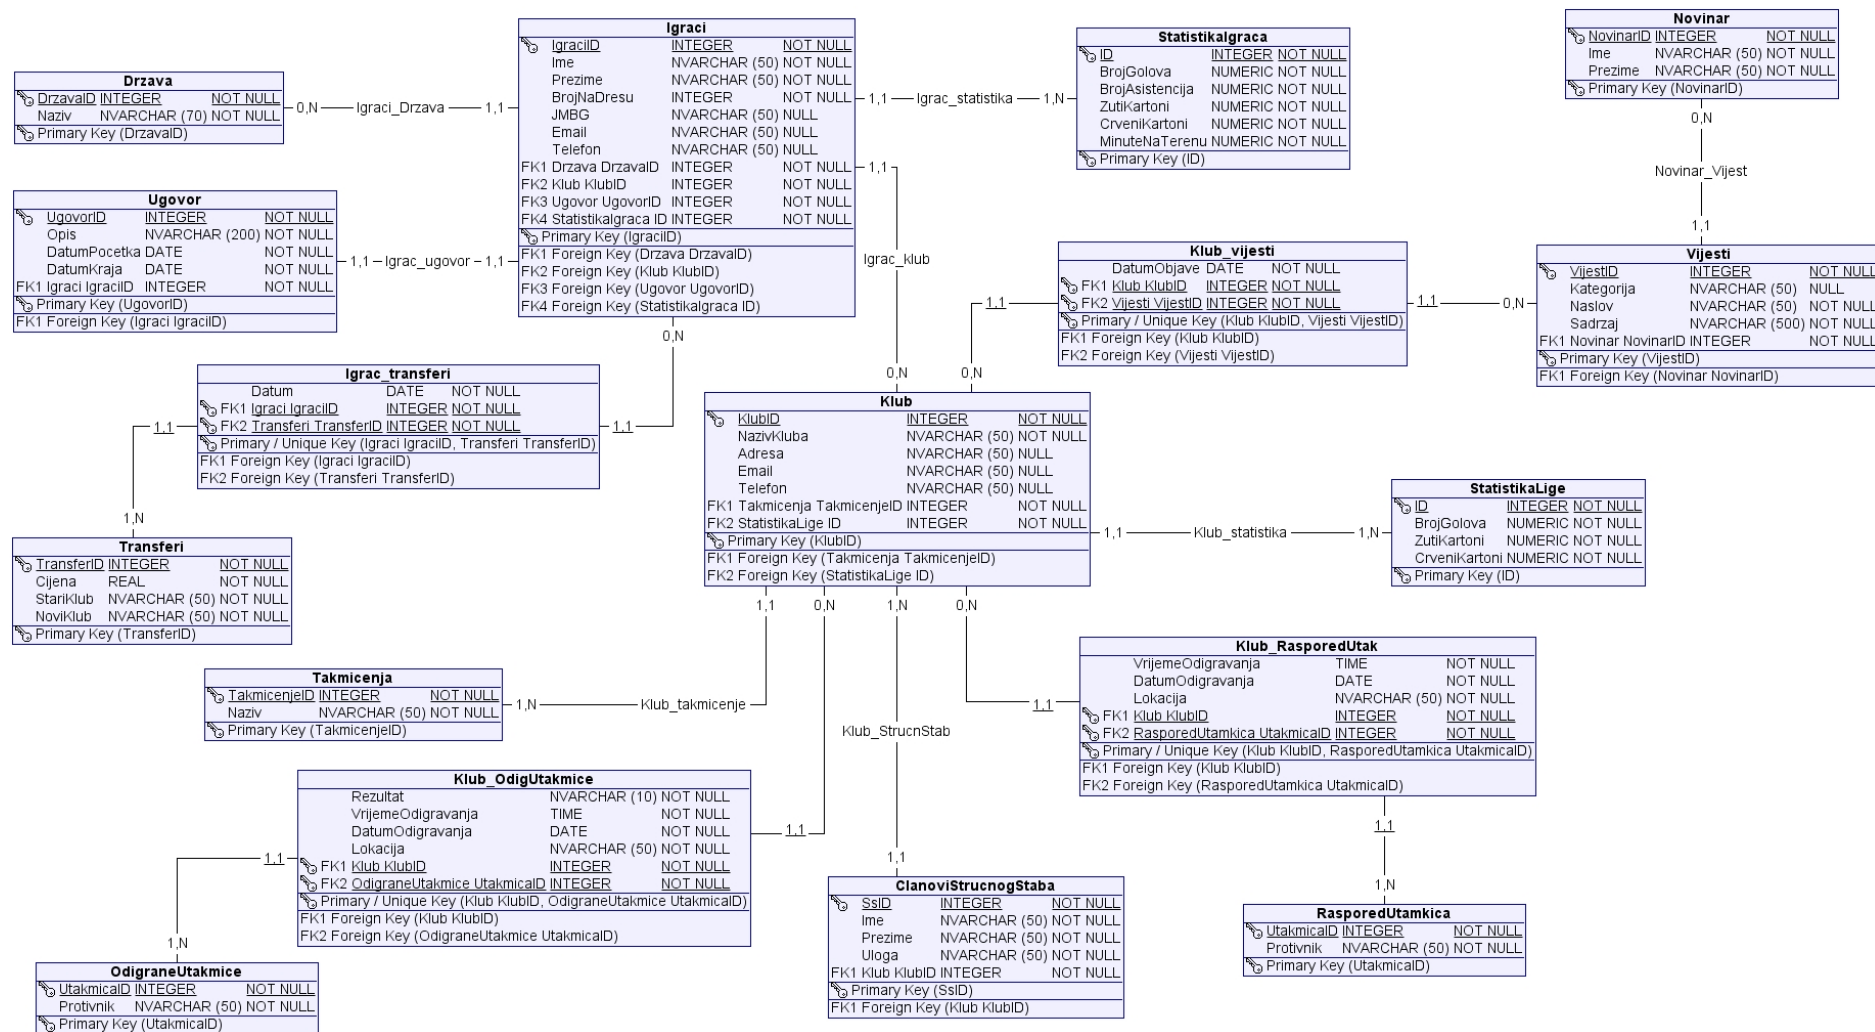 Drzava
DrzavaID INTEGER NOT NULL
Naziv NVARCHAR (70) NOT NULL
Primary Key (DrzavaID)
0,N Igraci_Drzava 1,1
Igraci
IgraciID INTEGER NOT NULL
Ime NVARCHAR (50) NOT NULL
Prezime NVARCHAR (50) NOT NULL
BrojNaDresu INTEGER NOT NULL
JMBG NVARCHAR (50) NULL
Email NVARCHAR (50) NULL
Telefon NVARCHAR (50) NULL
FK1 Drzava DrzavaID INTEGER NOT NULL
FK2 Klub KlubID INTEGER NOT NULL
FK3 Ugovor UgovorID INTEGER NOT NULL
FK4 StatistikaIgraca ID INTEGER NOT NULL
Primary Key (IgraciID)
FK1 Foreign Key (Drzava DrzavaID)
FK2 Foreign Key (Klub KlubID)
FK3 Foreign Key (Ugovor UgovorID)
FK4 Foreign Key (StatistikaIgraca ID)
1,1 Igrac_statistika 1,N
StatistikaIgraca
ID INTEGER NOT NULL
BrojGolova NUMERIC NOT NULL
BrojAsistencija NUMERIC NOT NULL
ZutiKartoni NUMERIC NOT NULL
CrveniKartoni NUMERIC NOT NULL
MinuteNaTerenu NUMERIC NOT NULL
Primary Key (ID)
Novinar
NovinarID INTEGER NOT NULL
Ime NVARCHAR (50) NOT NULL
Prezime NVARCHAR (50) NOT NULL
Primary Key (NovinarID)
0,N
Novinar_Vijest
1,1
Ugovor
UgovorID INTEGER NOT NULL
Opis NVARCHAR (200) NOT NULL
DatumPocetka DATE NOT NULL
DatumKraja DATE NOT NULL
FK1 Igraci IgraciID INTEGER NOT NULL
Primary Key (UgovorID)
FK1 Foreign Key (Igraci IgraciID)
1,1 Igrac_ugovor 1,1
1,1
Igrac_klub
0,N
Klub_vijesti
DatumObjave DATE NOT NULL
FK1 Klub KlubID INTEGER NOT NULL
FK2 Vijesti VijestID INTEGER NOT NULL
Primary / Unique Key (Klub KlubID, Vijesti VijestID)
FK1 Foreign Key (Klub KlubID)
FK2 Foreign Key (Vijesti VijestID)
1,1
0,N
1,1 0,N
Vijesti
VijestID INTEGER NOT NULL
Kategorija NVARCHAR (50) NULL
Naslov NVARCHAR (50) NOT NULL
Sadrzaj NVARCHAR (500) NOT NULL
FK1 Novinar NovinarID INTEGER NOT NULL
Primary Key (VijestID)
FK1 Foreign Key (Novinar NovinarID)
0,N
1,1
Igrac_transferi
Datum DATE NOT NULL
FK1 Igraci IgraciID INTEGER NOT NULL
FK2 Transferi TransferID INTEGER NOT NULL
Primary / Unique Key (Igraci IgraciID, Transferi TransferID)
FK1 Foreign Key (Igraci IgraciID)
FK2 Foreign Key (Transferi TransferID)
1,1
1,N
Transferi
TransferID INTEGER NOT NULL
Cijena REAL NOT NULL
StariKlub NVARCHAR (50) NOT NULL
NoviKlub NVARCHAR (50) NOT NULL
Primary Key (TransferID)
Klub
KlubID INTEGER NOT NULL
NazivKluba NVARCHAR (50) NOT NULL
Adresa NVARCHAR (50) NULL
Email NVARCHAR (50) NULL
Telefon NVARCHAR (50) NULL
FK1 Takmicenja TakmicenjeID INTEGER NOT NULL
FK2 StatistikaLige ID INTEGER NOT NULL
Primary Key (KlubID)
FK1 Foreign Key (Takmicenja TakmicenjeID)
FK2 Foreign Key (StatistikaLige ID)
1,1 Klub_statistika 1,N
StatistikaLige
ID INTEGER NOT NULL
BrojGolova NUMERIC NOT NULL
ZutiKartoni NUMERIC NOT NULL
CrveniKartoni NUMERIC NOT NULL
Primary Key (ID)
1,1 0,N 1,N 0,N
Takmicenja
TakmicenjeID INTEGER NOT NULL
Naziv NVARCHAR (50) NOT NULL
Primary Key (TakmicenjeID)
1,N Klub_takmicenje
Klub_StrucnStab
1,1
1,1
Klub_RasporedUtak
VrijemeOdigravanja TIME NOT NULL
DatumOdigravanja DATE NOT NULL
Lokacija NVARCHAR (50) NOT NULL
FK1 Klub KlubID INTEGER NOT NULL
FK2 RasporedUtamkica UtakmicaID INTEGER NOT NULL
Primary / Unique Key (Klub KlubID, RasporedUtamkica UtakmicaID)
FK1 Foreign Key (Klub KlubID)
FK2 Foreign Key (RasporedUtamkica UtakmicaID)
1,1
1,N
Klub_OdigUtakmice
Rezultat NVARCHAR (10) NOT NULL
VrijemeOdigravanja TIME NOT NULL
DatumOdigravanja DATE NOT NULL
Lokacija NVARCHAR (50) NOT NULL
FK1 Klub KlubID INTEGER NOT NULL
FK2 OdigraneUtakmice UtakmicaID INTEGER NOT NULL
Primary / Unique Key (Klub KlubID, OdigraneUtakmice UtakmicaID)
FK1 Foreign Key (Klub KlubID)
FK2 Foreign Key (OdigraneUtakmice UtakmicaID)
1,1
1,1
1,N
OdigraneUtakmice
UtakmicaID INTEGER NOT NULL
Protivnik NVARCHAR (50) NOT NULL
Primary Key (UtakmicaID)
ClanoviStrucnogStaba
SsID INTEGER NOT NULL
Ime NVARCHAR (50) NOT NULL
Prezime NVARCHAR (50) NOT NULL
Uloga NVARCHAR (50) NOT NULL
FK1 Klub KlubID INTEGER NOT NULL
Primary Key (SsID)
FK1 Foreign Key (Klub KlubID)
RasporedUtamkica
UtakmicaID INTEGER NOT NULL
Protivnik NVARCHAR (50) NOT NULL
Primary Key (UtakmicaID)